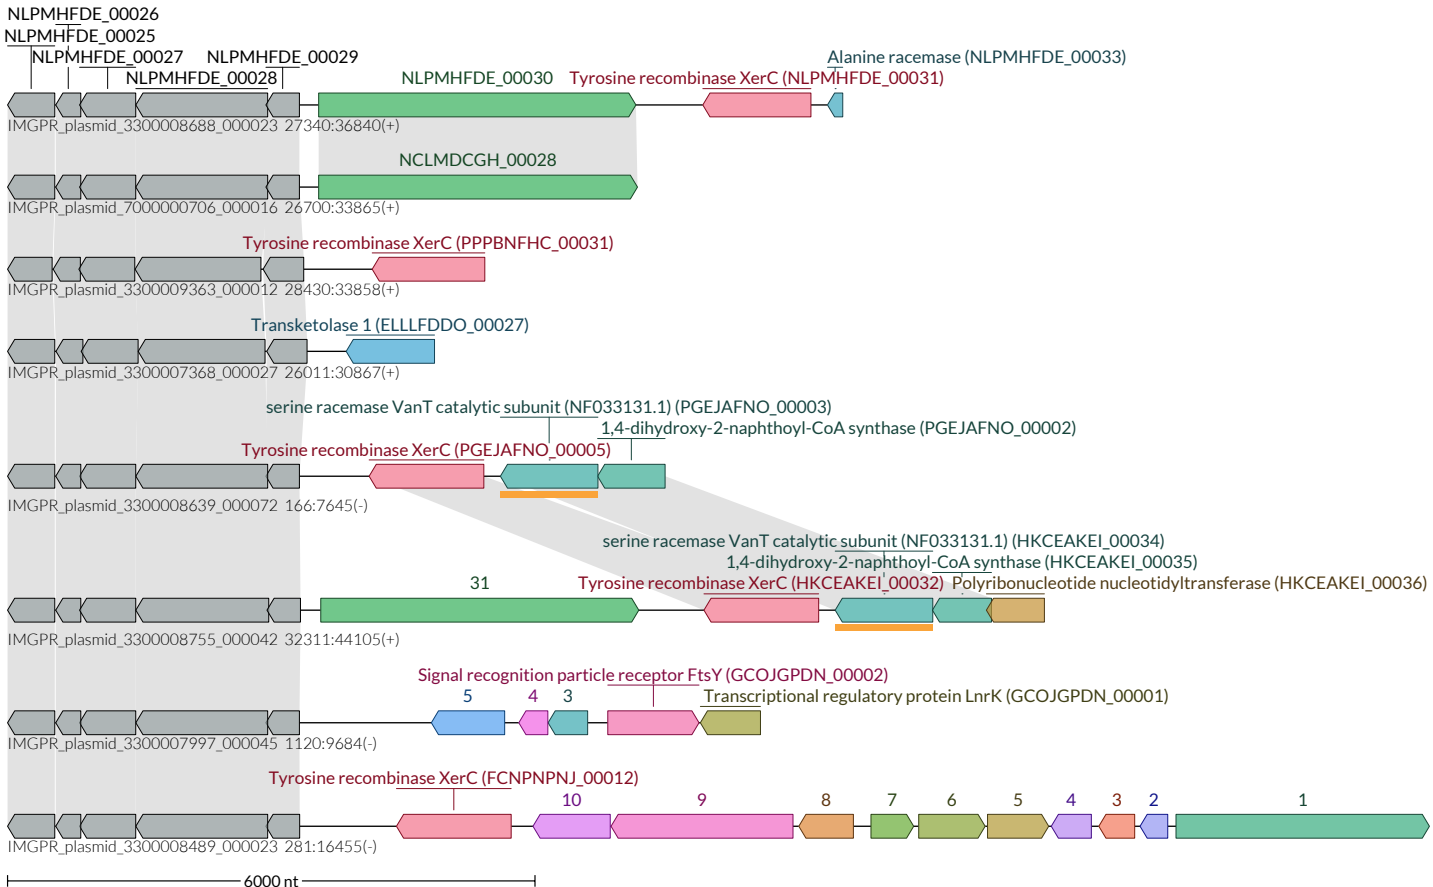 NLPMHFDE_00026
NLPMHFDE_00025
NLPMHFDE_00027 NLPMHFDE_00029 Alanine racemase (NLPMHFDE_00033)
NLPMHFDE_00028 NLPMHFDE_00030 Tyrosine recombinase XerC (NLPMHFDE_00031)
IMGPR_plasmid_3300008688_000023 27340:36840(+)
NCLMDCGH_00028
IMGPR_plasmid_7000000706_000016 26700:33865(+)
Tyrosine recombinase XerC (PPPBNFHC_00031)
IMGPR_plasmid_3300009363_000012 28430:33858(+)
Transketolase 1 (ELLLFDDO_00027)
IMGPR_plasmid_3300007368_000027 26011:30867(+)
serine racemase VanT catalytic subunit (NF033131.1) (PGEJAFNO_00003)
1,4-dihydroxy-2-naphthoyl-CoA synthase (PGEJAFNO_00002)
Tyrosine recombinase XerC (PGEJAFNO_00005)
IMGPR_plasmid_3300008639_000072 166:7645(-)
serine racemase VanT catalytic subunit (NF033131.1) (HKCEAKEI_00034)
1,4-dihydroxy-2-naphthoyl-CoA synthase (HKCEAKEI_00035)
31 Tyrosine recombinase XerC (HKCEAKEI_00032) Polyribonucleotide nucleotidyltransferase (HKCEAKEI_00036)
IMGPR_plasmid_3300008755_000042 32311:44105(+)
Signal recognition particle receptor FtsY (GCOJGPDN_00002)
5 4 3 Transcriptional regulatory protein LnrK (GCOJGPDN_00001)
IMGPR_plasmid_3300007997_000045 1120:9684(-)
Tyrosine recombinase XerC (FCNPNPNJ_00012)
10 9 8 7 6 5 4 3 2 1
IMGPR_plasmid_3300008489_000023 281:16455(-)
6000 nt